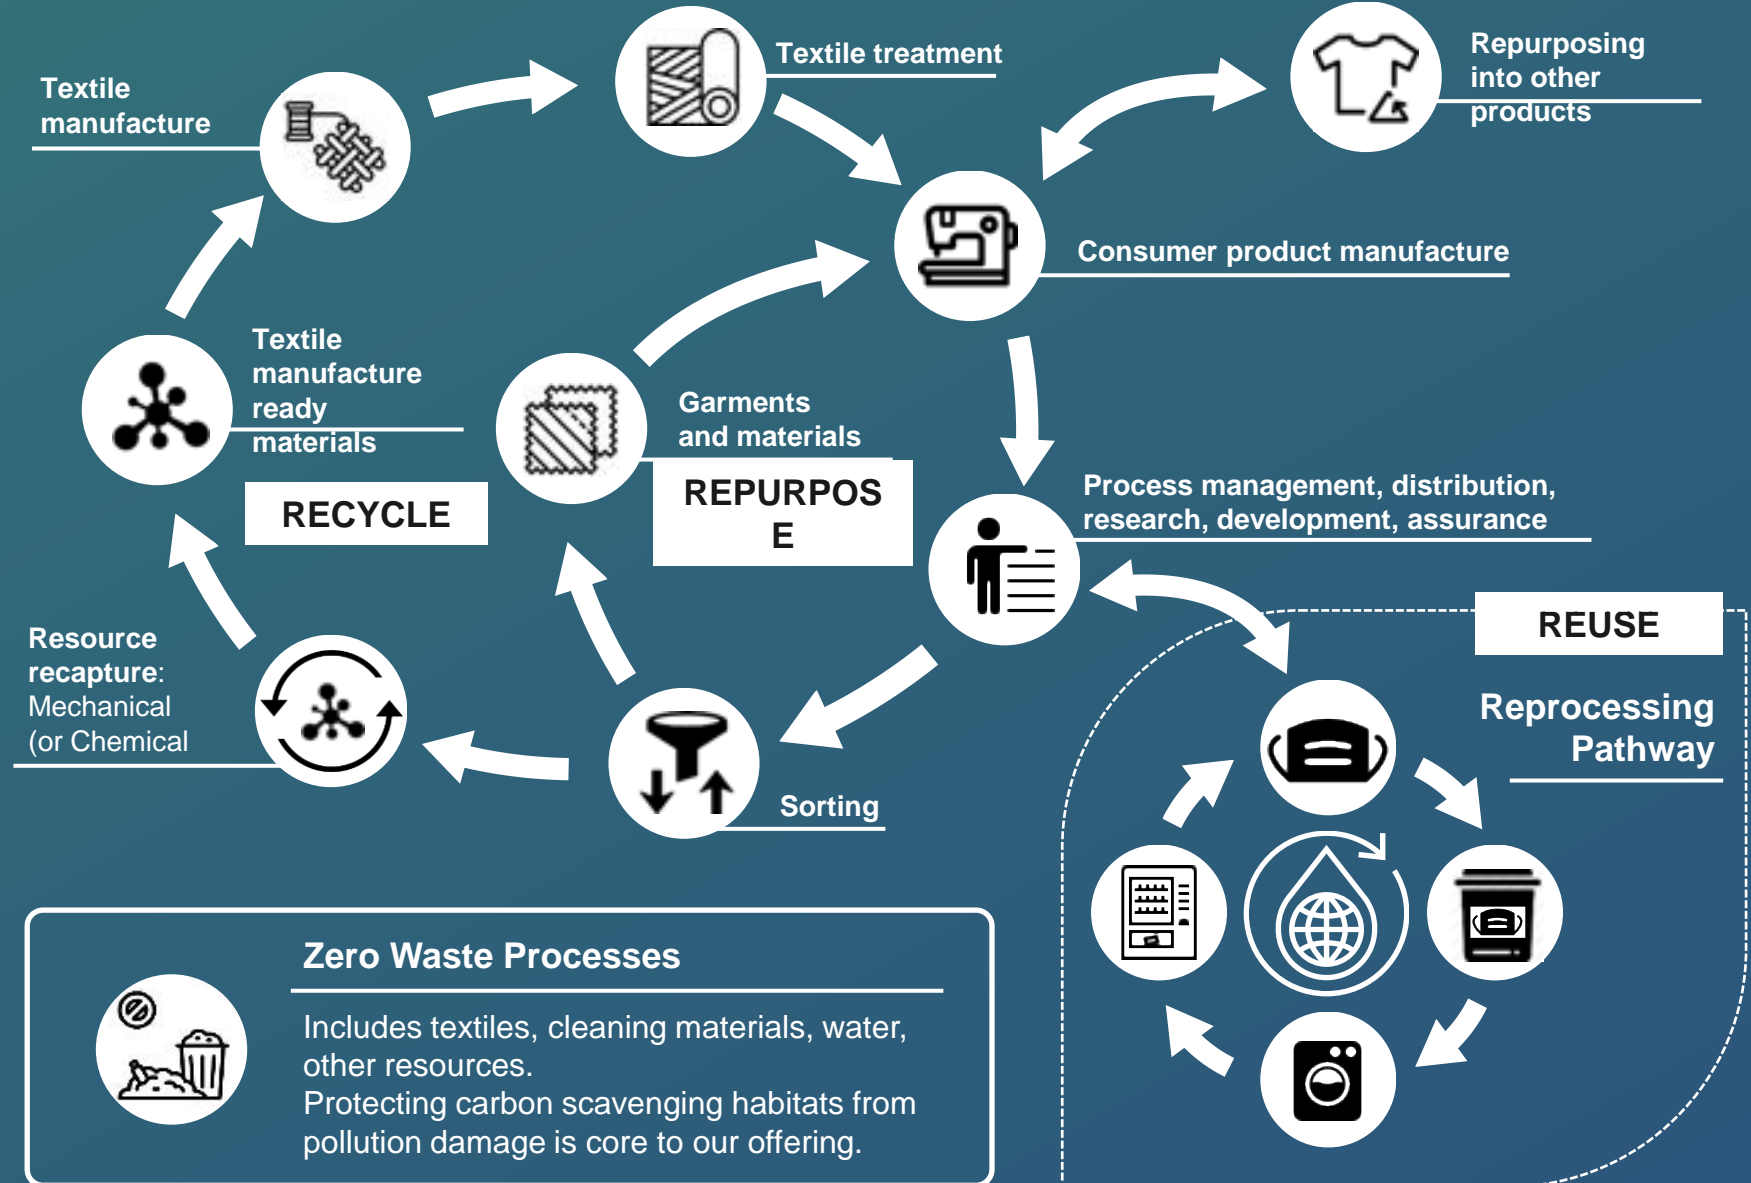 Textile
manufacture
Textile treatment
Repurposing
into other
products
Consumer product manufacture
Textile
manufacture
ready
materials
Garments
and materials
RECYCLE
REPURPOS
E
Process management, distribution,
research, development, assurance
REUSE
Resource
recapture:
Mechanical
(or Chemical
Reprocessing
Pathway
Sorting
Zero Waste Processes
Includes textiles, cleaning materials, water,
other resources.
Protecting carbon scavenging habitats from
pollution damage is core to our offering.